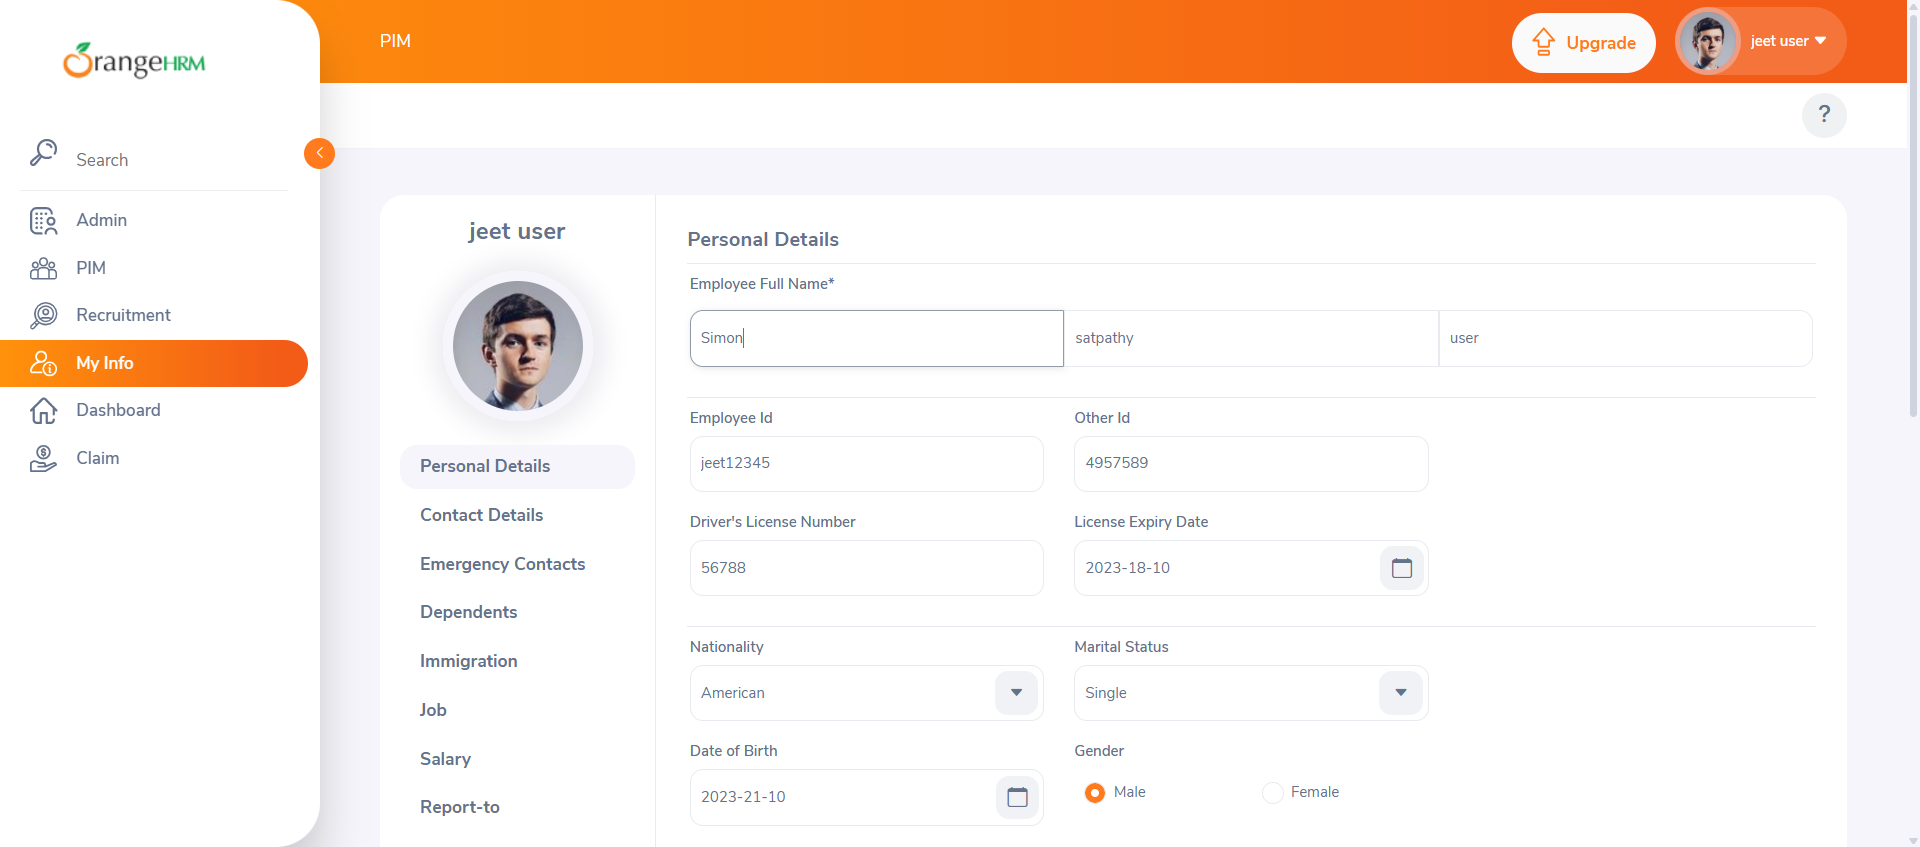 OrangeHRM
PIM
Upgrade
jeet user
?
Search
Admin
PIM
Recruitment
My Info
Dashboard
Claim
jeet user
Personal Details
Contact Details
Emergency Contacts
Dependents
Immigration
Job
Salary
Report-to
Personal Details
Employee Full Name*
Simon satpathy user
Employee Id Other Id
jeet12345 4957589
Driver's License Number License Expiry Date
56788 2023-18-10
Nationality Marital Status
American Single
Date of Birth Gender
2023-21-10 Male Female